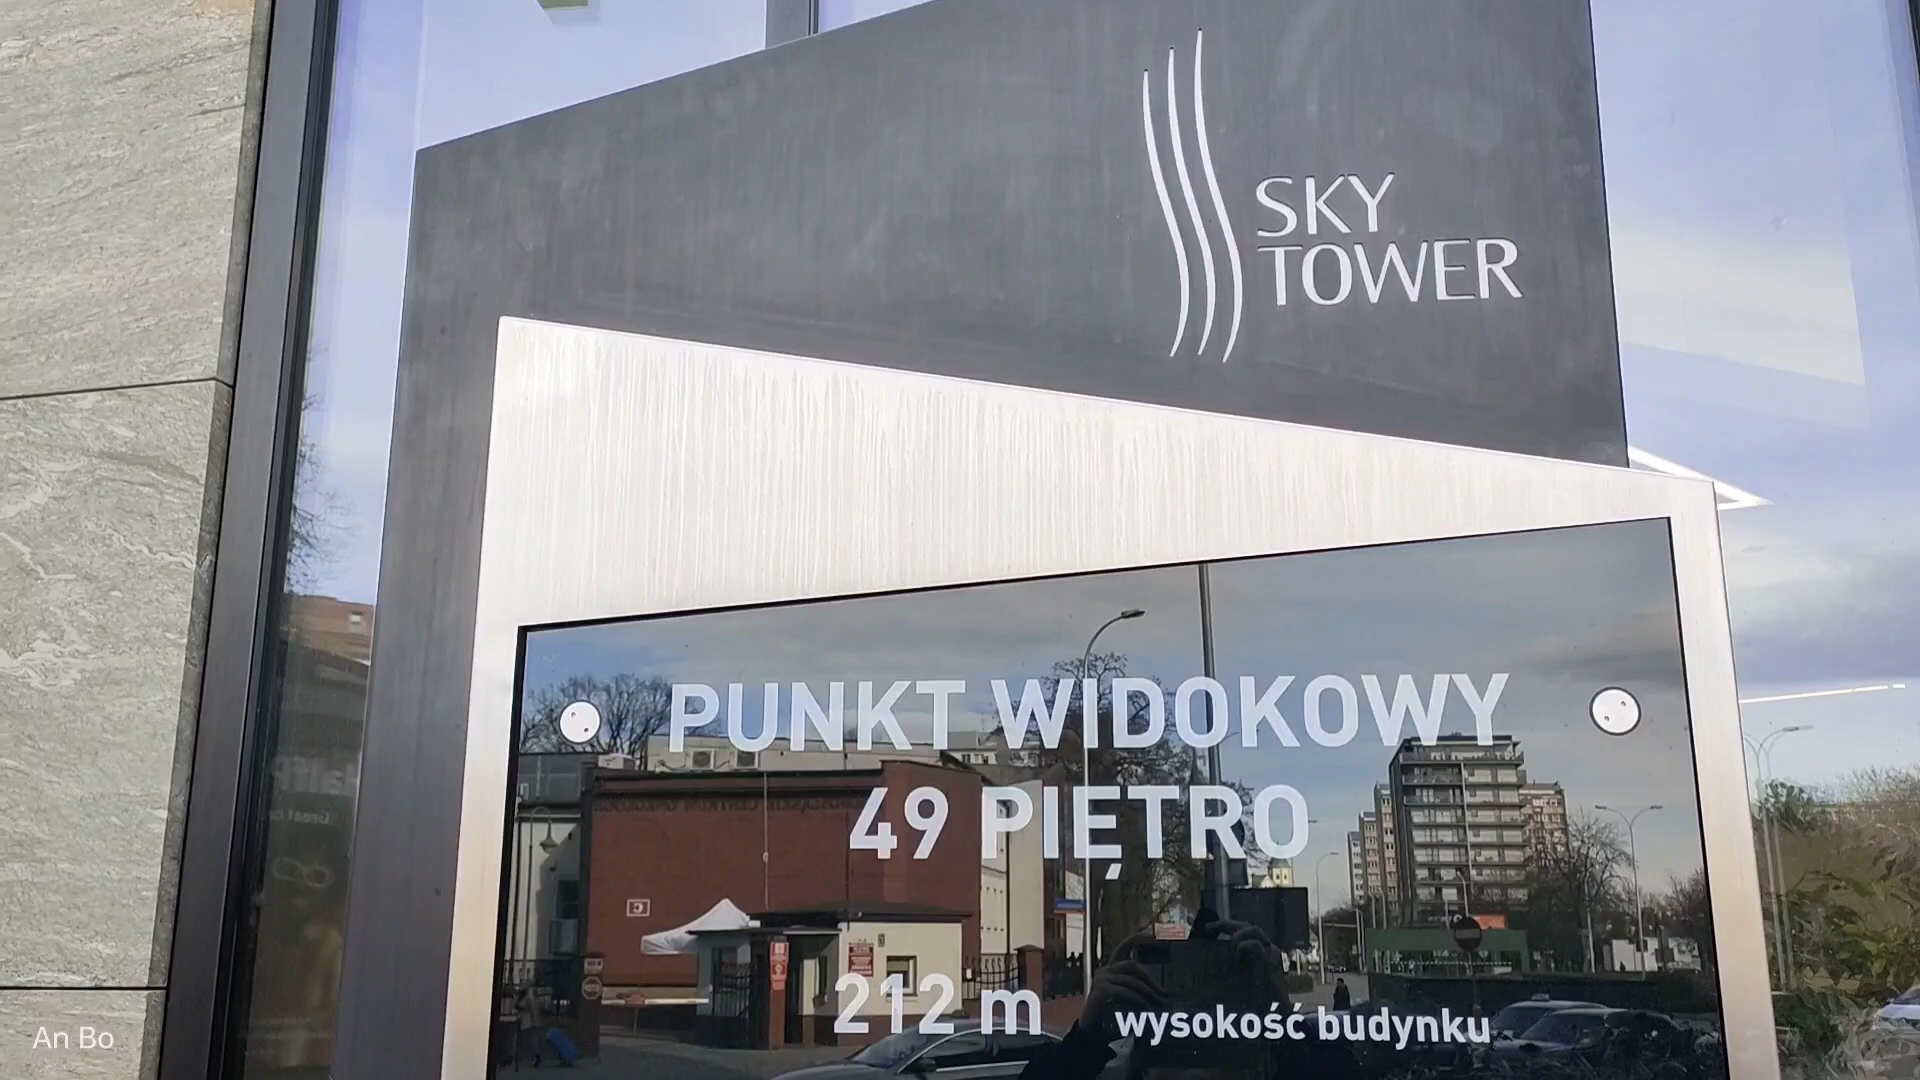 SKY
TOWER
PUNKT WIDOKOWY
49 PIĘTRO
212 m wysokość budynku
An Bo